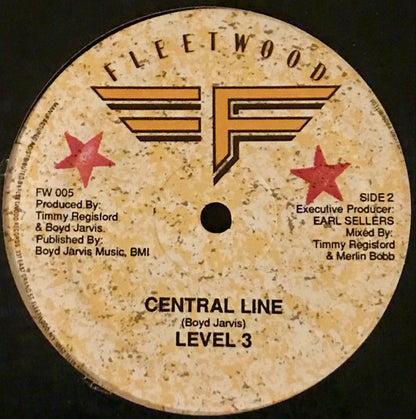 FLEETWOOD
F
FW 005
Produced By:
Timmy Regisford
& Boyd Jarvis.
Published By:
Boyd Jarvis Music, BMI
SIDE 2
Executive Producer:
EARL SELLERS
Mixed By:
Timmy Regisford
& Merlin Bobb
CENTRAL LINE
(Boyd Jarvis)
LEVEL 3